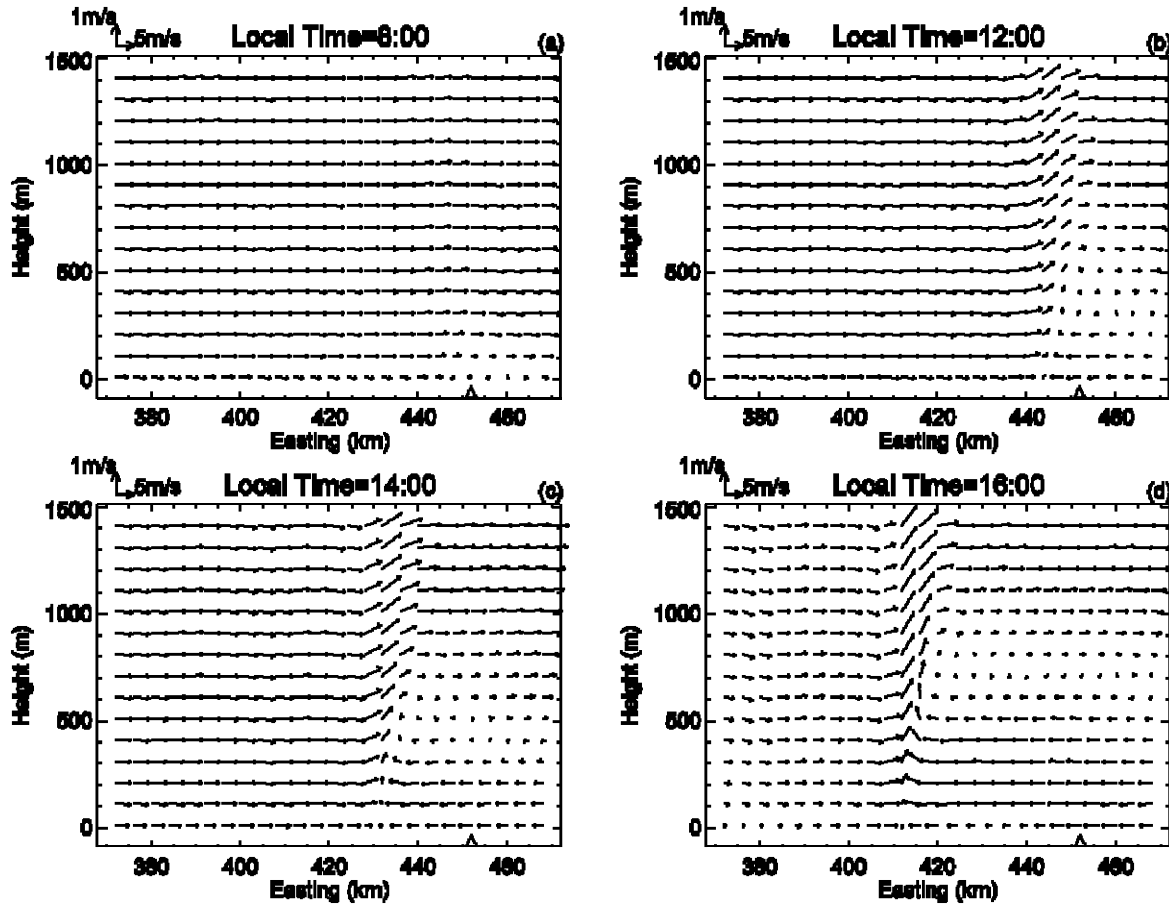 1m/s
5m/s
Local Time=8:00
(a)
1500
1000
500
0
Height (m)
380 400 420 440 460
Easting (km)
1m/s
5m/s
Local Time=12:00
(b)
1500
1000
500
0
Height (m)
380 400 420 440 460
Easting (km)
1m/s
5m/s
Local Time=14:00
(c)
1500
1000
500
0
Height (m)
380 400 420 440 460
Easting (km)
1m/s
5m/s
Local Time=16:00
(d)
1500
1000
500
0
Height (m)
380 400 420 440 460
Easting (km)